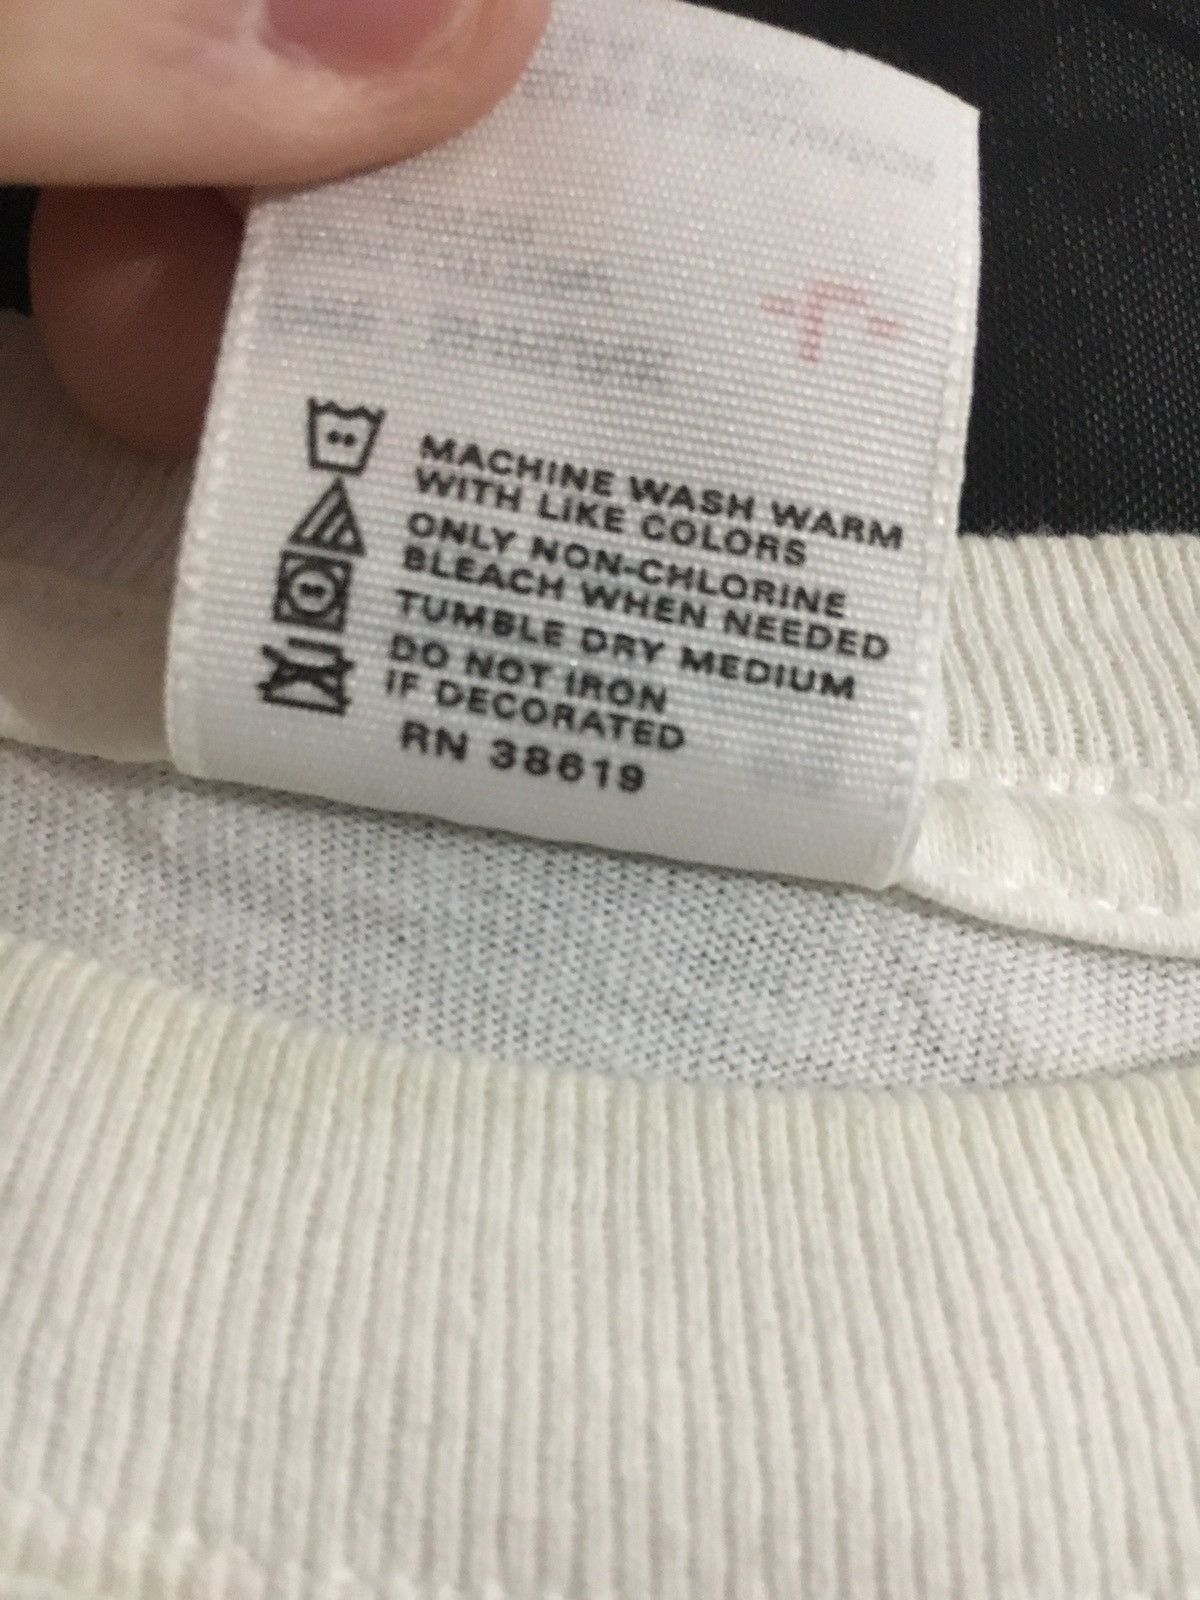 MACHINE WASH WARM
WITH LIKE COLORS
ONLY NON-CHLORINE
BLEACH WHEN NEEDED
TUMBLE DRY MEDIUM
DO NOT IRON
IF DECORATED
RN 38619